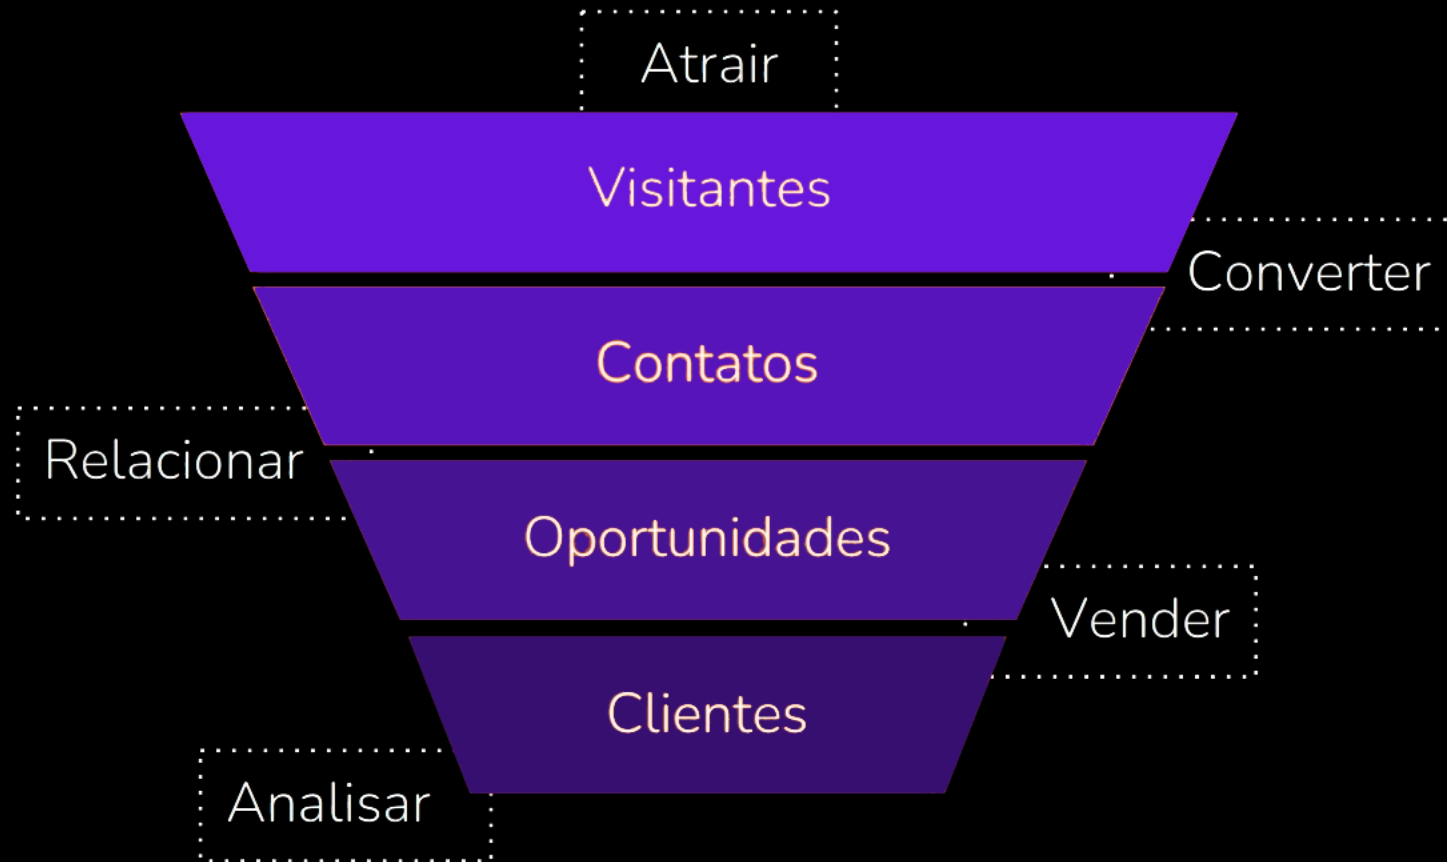 Atrair
Visitantes
Converter
Contatos
Relacionar
Oportunidades
Vender
Clientes
Analisar